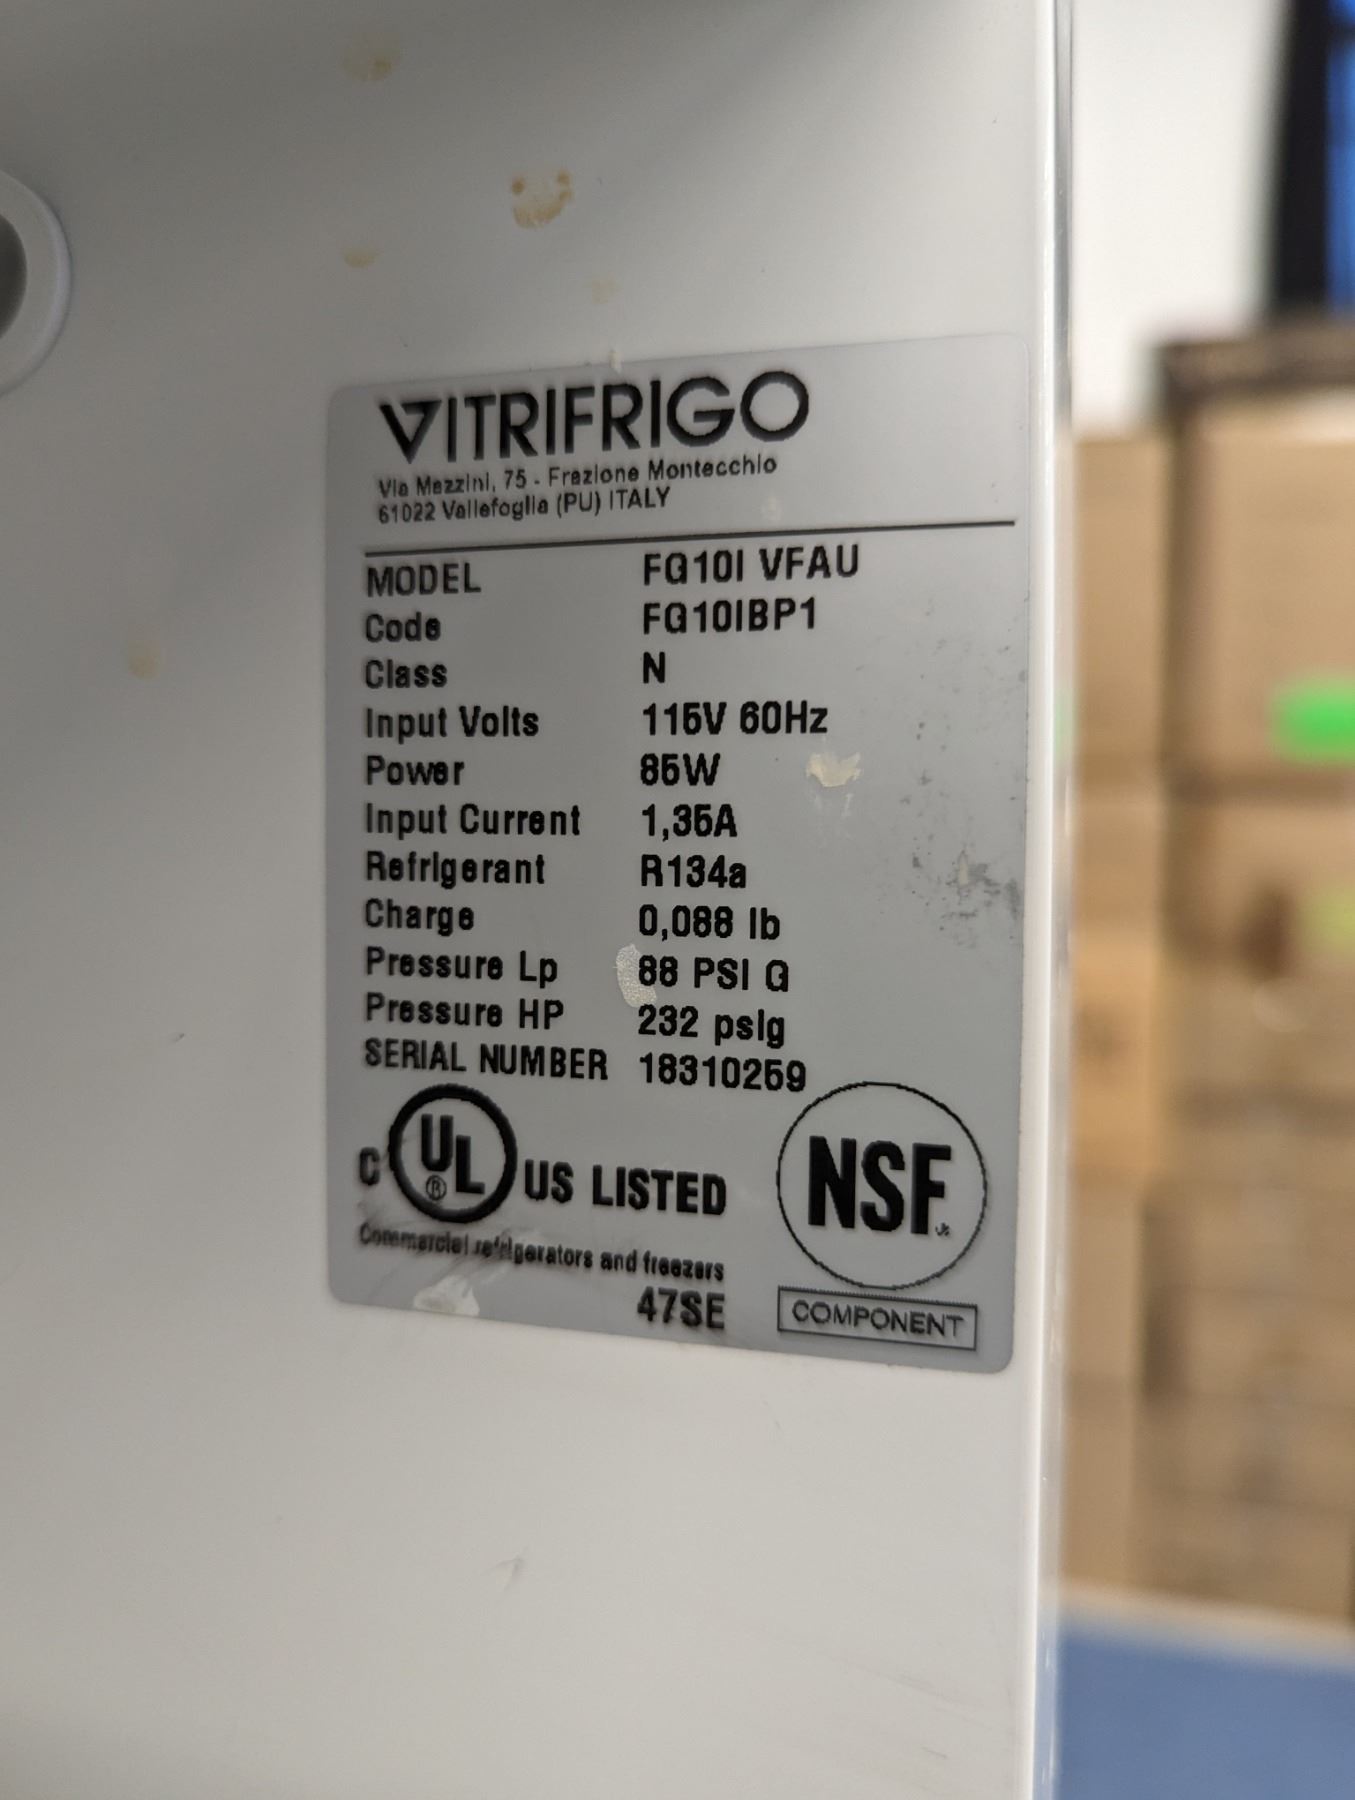 VITRIFRIGO
Via Mazzini, 75 - Frazione Montecchio
61022 Vallefoglia (PU) ITALY
MODEL FG10I VFAU
Code FG10IBP1
Class N
Input Volts 115V 60Hz
Power 85W
Input Current 1,35A
Refrigerant R134a
Charge 0,088 lb
Pressure Lp 88 PSI G
Pressure HP 232 psig
SERIAL NUMBER 18310259
C UL® US LISTED
NSF
Commercial refrigerators and freezers
47SE
COMPONENT